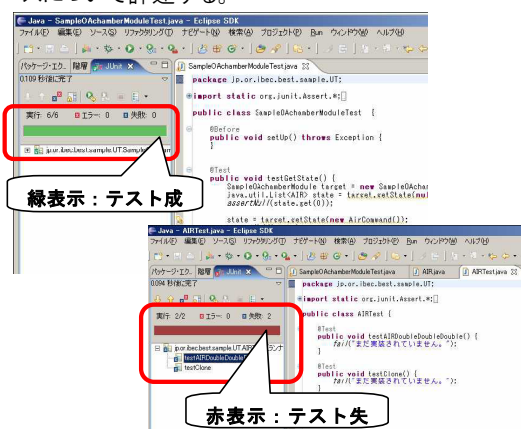 Java - SampleOAchamberModuleTest.java - Eclipse SDK
ファイル(F) 編集(E) ソース(S) リファクタリング(T) ナビゲート(N) 検索(A) プロジェクト(P) Run ウィンドウ(W) ヘルプ(H)
パッケージ・エク.. 階層 JUnit
SampleOAchamberModuleTest.java
0.109 秒後に完了
実行: 6/6 エラー: 0 失敗: 0
jp.or.ibec.best.sample.UT.Sample
package jp.or.ibec.best.sample.UT;
import static org.junit.Assert.*;
public class SampleOAchamberModuleTest {
@Before
public void setUp() throws Exception {
}
@Test
public void testGetState() {
SampleOAchamberModule target = new SampleOAcham
java.util.List<AIR> state = target.setState(nul
assertNull(state.get(0));
state = target.setState(new AirCommand());
緑表示：テスト成
Java - AIRTest.java - Eclipse SDK
ファイル(F) 編集(E) ソース(S) リファクタリング(T) ナビゲート(N) 検索(A) プロジェクト(P) Run ウィンドウ(W) ヘルプ(H)
パッケージ・エク.. 階層 JUnit
SampleOAchamberModuleTest.java AIR.java AIRTest.java
0.094 秒後に完了
実行: 2/2 エラー: 0 失敗: 2
jp.or.ibec.best.sample.UT.AIR
testAIRDoubleDouble
testClone
package jp.or.ibec.best.sample.UT;
import static org.junit.Assert.*;
public class AIRTest {
@Test
public void testAIRDoubleDoubleDouble() {
fail("まだ実装されていません。");
}
@Test
public void testClone() {
fail("まだ実装されていません。");
}
赤表示：テスト失